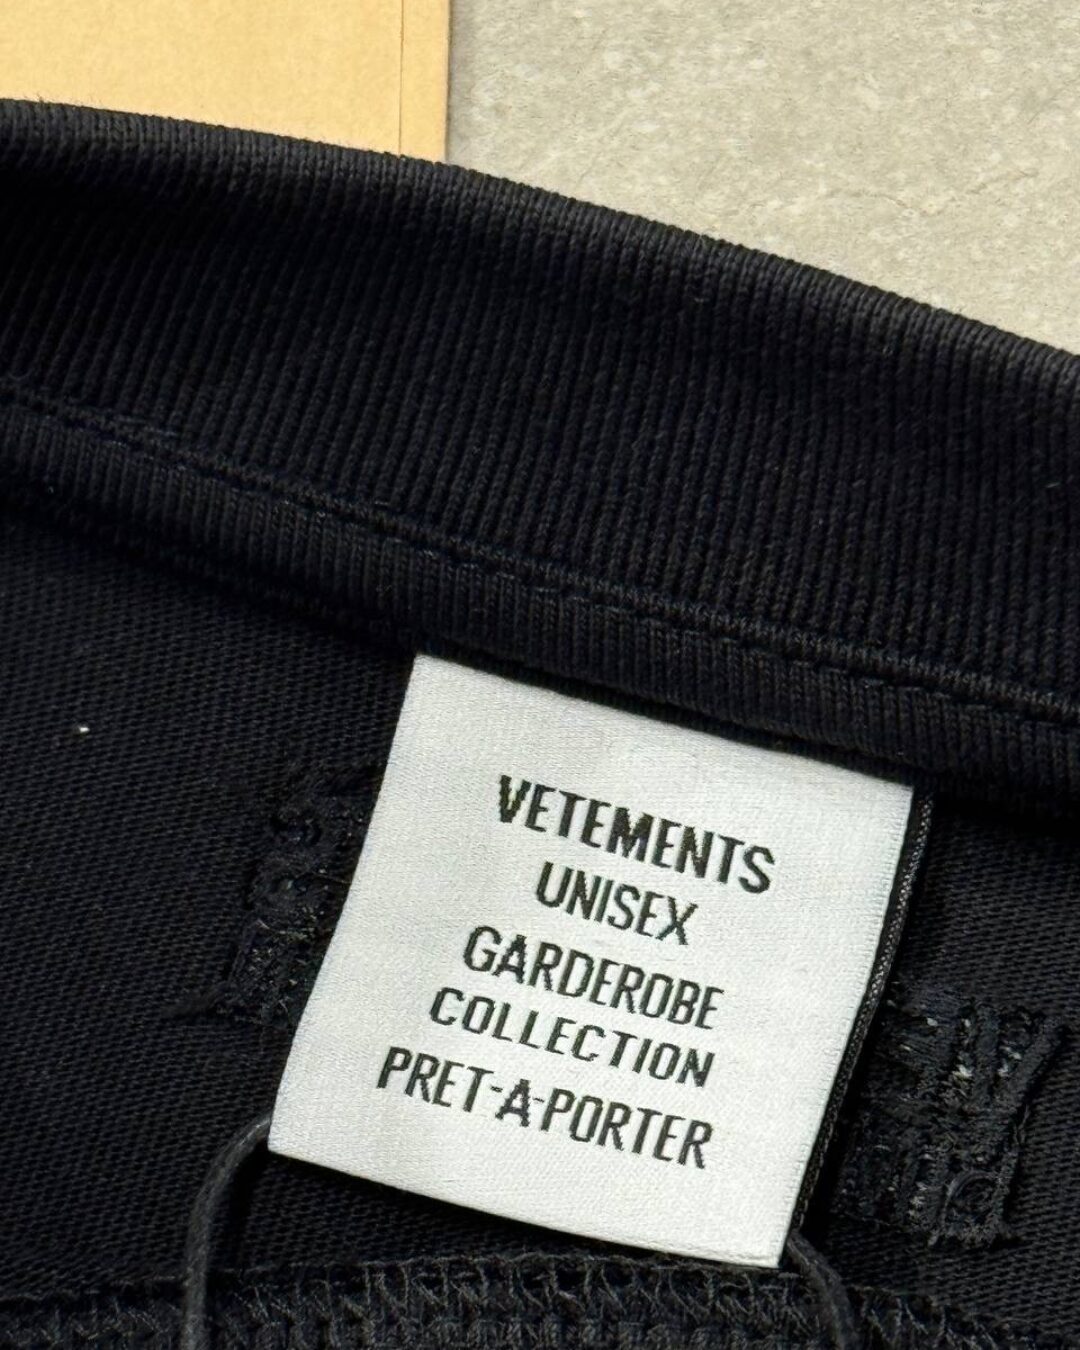 VETEMENTS
UNISEX
GARDEROBE
COLLECTION
PRET-A-PORTER